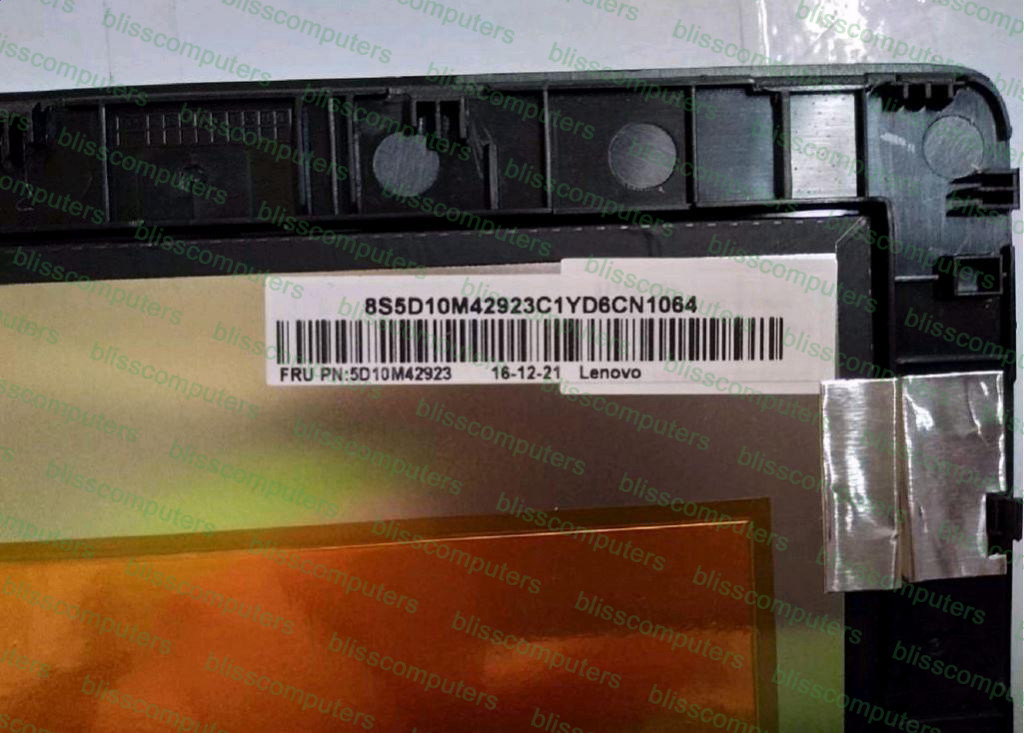 8S5D10M42923C1YD6CN1064
FRU PN:5D10M42923 16-12-21 Lenovo
blisscomputers